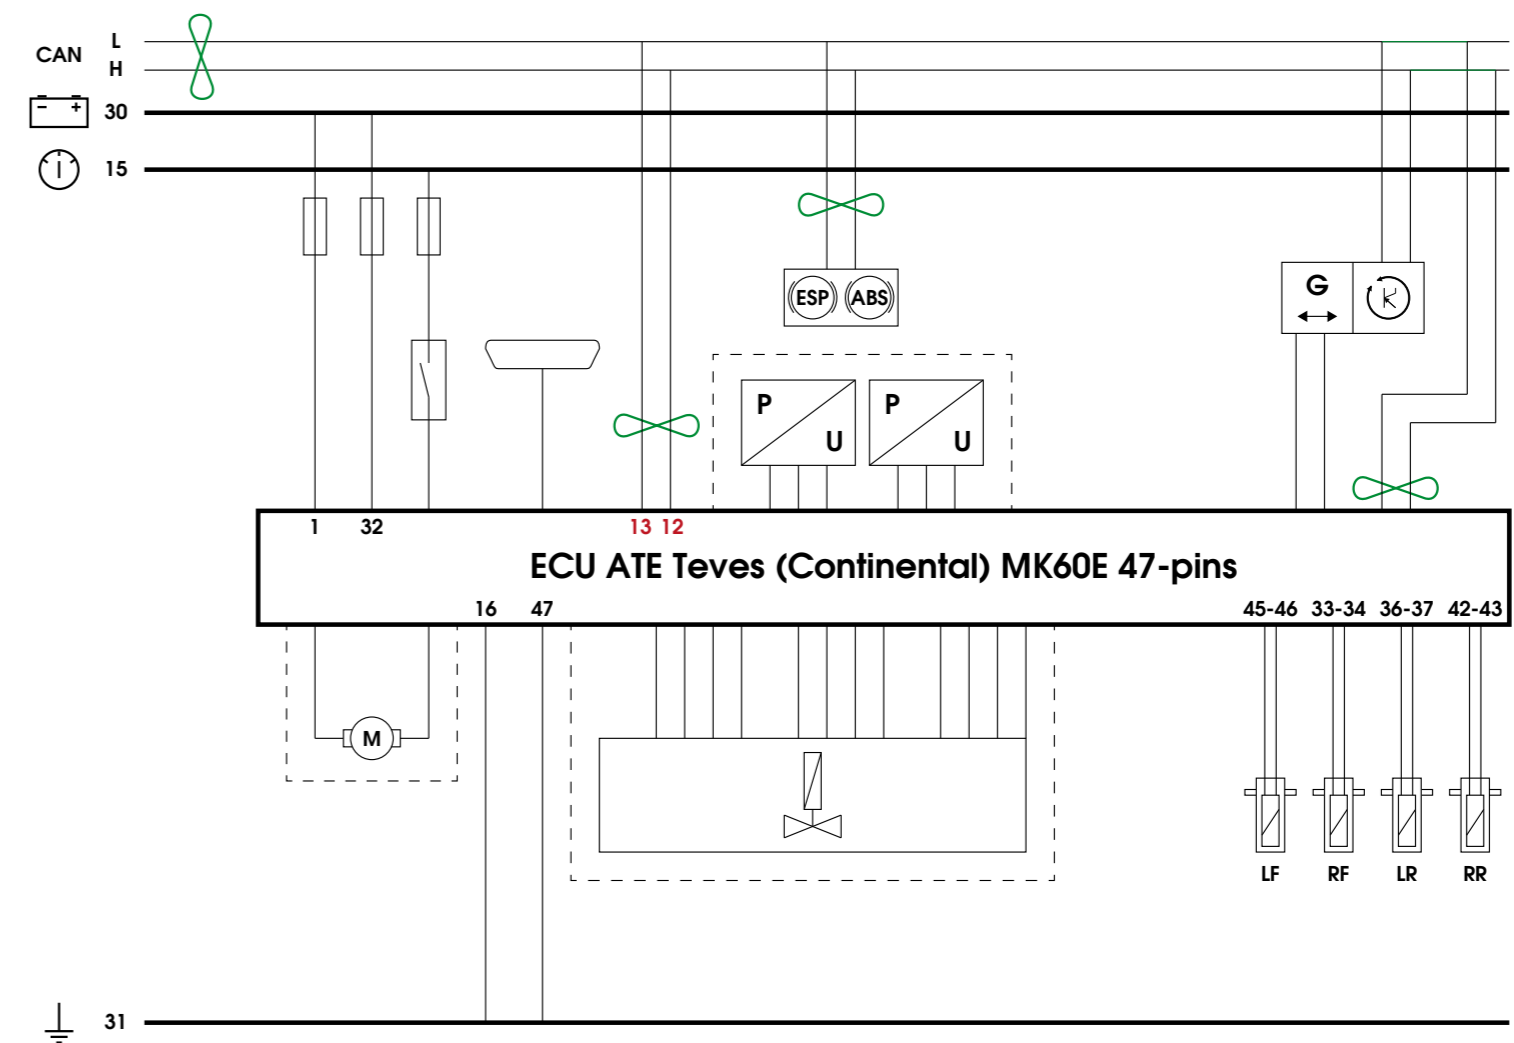 CAN L
H
30
15
ESP ABS
G
P U P U
1 32 13 12
ECU ATE Teves (Continental) MK60E 47-pins
16 47 45-46 33-34 36-37 42-43
M
LF RF LR RR
31